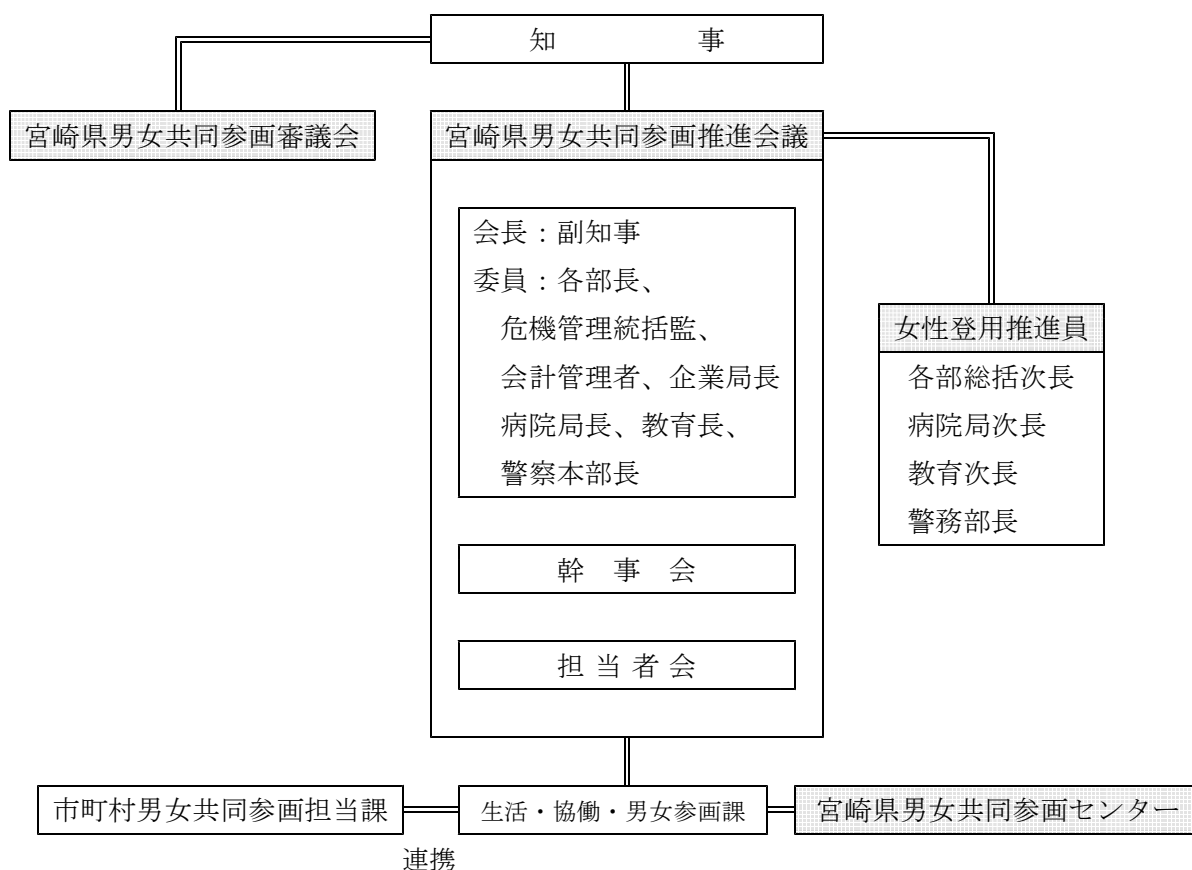 知　　　　　事
宮崎県男女共同参画審議会
宮崎県男女共同参画推進会議
会長：副知事
委員：各部長、
危機管理統括監、
会計管理者、企業局長
病院局長、教育長、
警察本部長
幹　事　会
担 当 者 会
女性登用推進員
各部総括次長
病院局次長
教育次長
警務部長
市町村男女共同参画担当課
生活・協働・男女参画課
宮崎県男女共同参画センター
連携